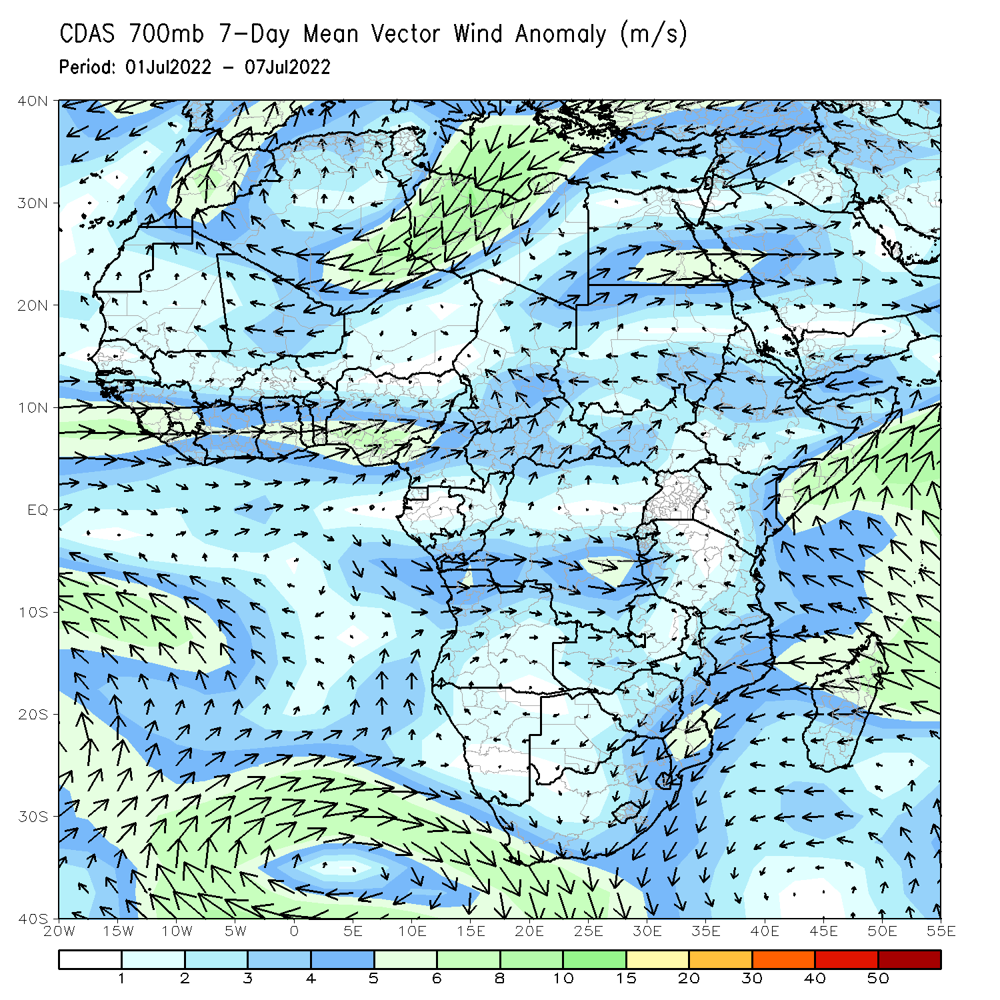 CDAS 700mb 7-Day Mean Vector Wind Anomaly (m/s)
Period: 01Jul2022 - 07Jul2022
40N
30N
20N
10N
EQ
10S
20S
30S
40S
20W 15W 10W 5W 0 5E 10E 15E 20E 25E 30E 35E 40E 45E 50E 55E
1 2 3 4 5 6 8 10 15 20 30 40 50